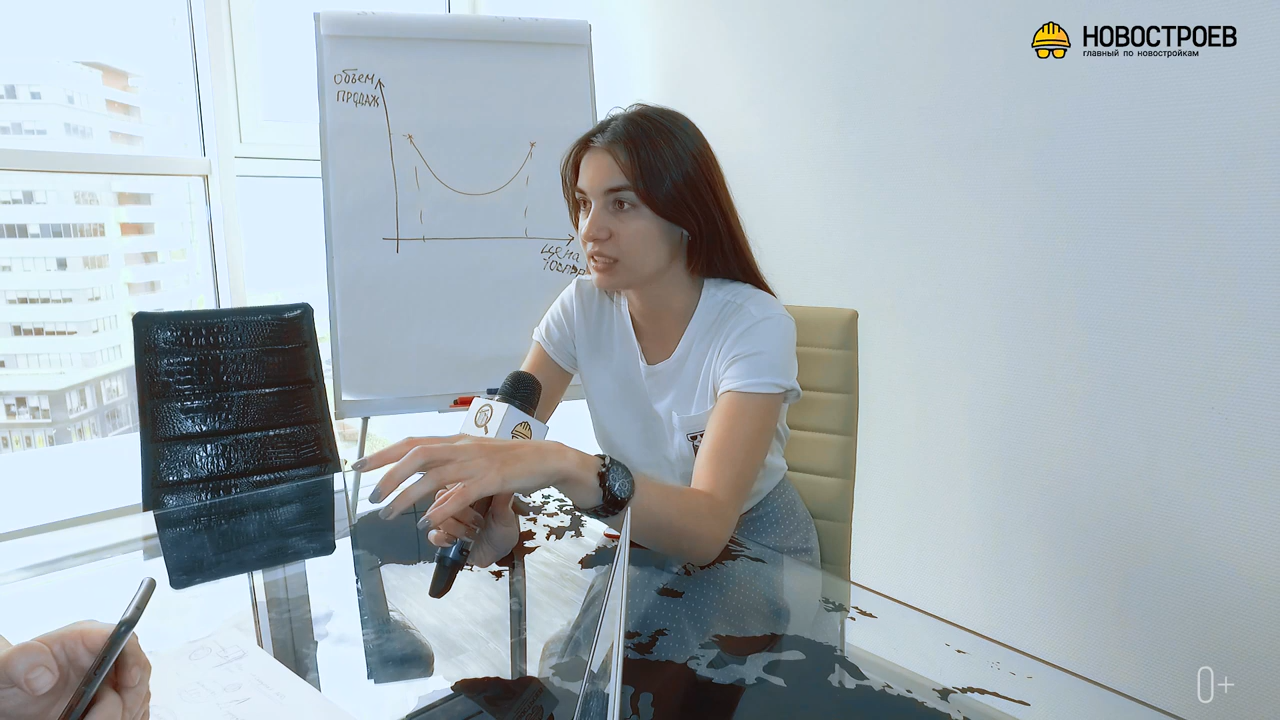 НОВОСТРОЕВ
главный по новостройкам
Объем
ПРОДАЖ
Цена
товара
0+